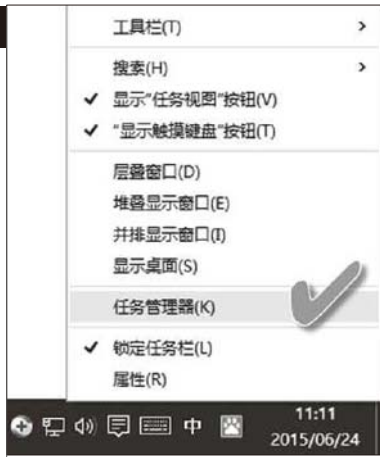 工具栏(T)
搜索(H)
显示“任务视图”按钮(V)
“显示触摸键盘”按钮(T)
层叠窗口(D)
堆叠显示窗口(E)
并排显示窗口(I)
显示桌面(S)
任务管理器(K)
锁定任务栏(L)
属性(R)
中
11:11
2015/06/24